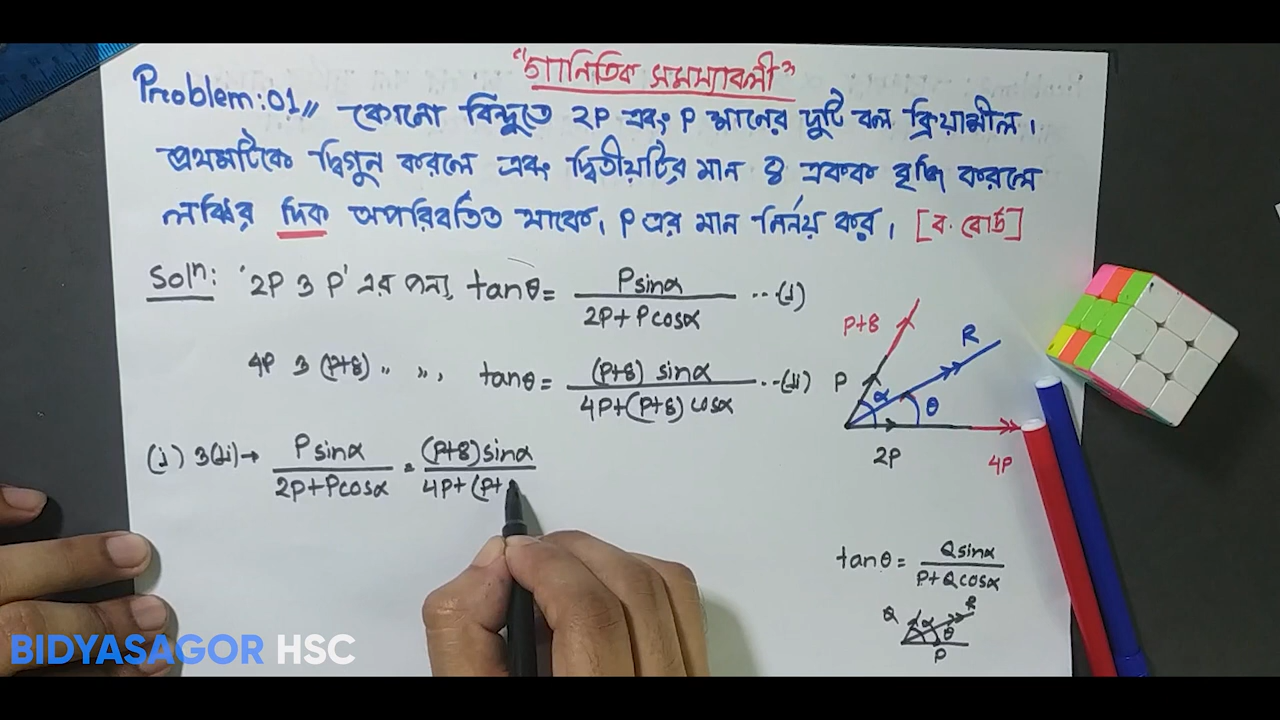 “গানিতিক সমস্যাবলী”
Problem:01// কোনো বিন্দুতে 2P এবং P মানের দুটি বল ক্রিয়াশীল।
প্রথমটিকে দ্বিগুন করলে এবং দ্বিতীয়টির মান 8 একক বৃদ্ধি করলে
লব্ধির দিক অপরিবর্তিত থাকে। P এর মান নির্নয় কর। [ব. বোর্ড]
Solⁿ: '2P ও P' এর জন্য, tanθ = Psinα / 2P+Pcosα ...(i)
4P ও (P+8) " ", tanθ = (P+8) sinα / 4P+(P+8) cosα ...(ii)
(i) ও (ii)→ Psinα / 2P+Pcosα = (P+8)sinα / 4P+(P+
P+8
R
P
α
θ
2P
4P
tanθ = Qsinα / P+Qcosα
Q
α
R
θ
P
BIDYASAGOR HSC